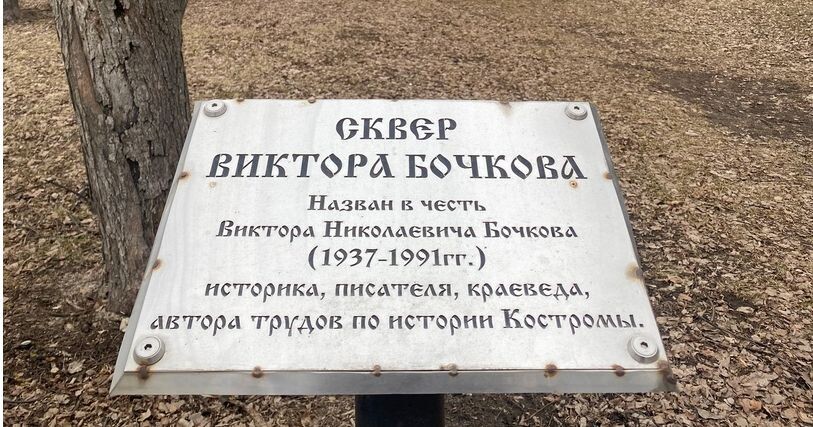 СКВЕР
ВИКТОРА БОЧКОВА
Назван в честь
Виктора Николаевича Бочкова
(1937-1991гг.)
историка, писателя, краеведа,
автора трудов по истории Костромы.